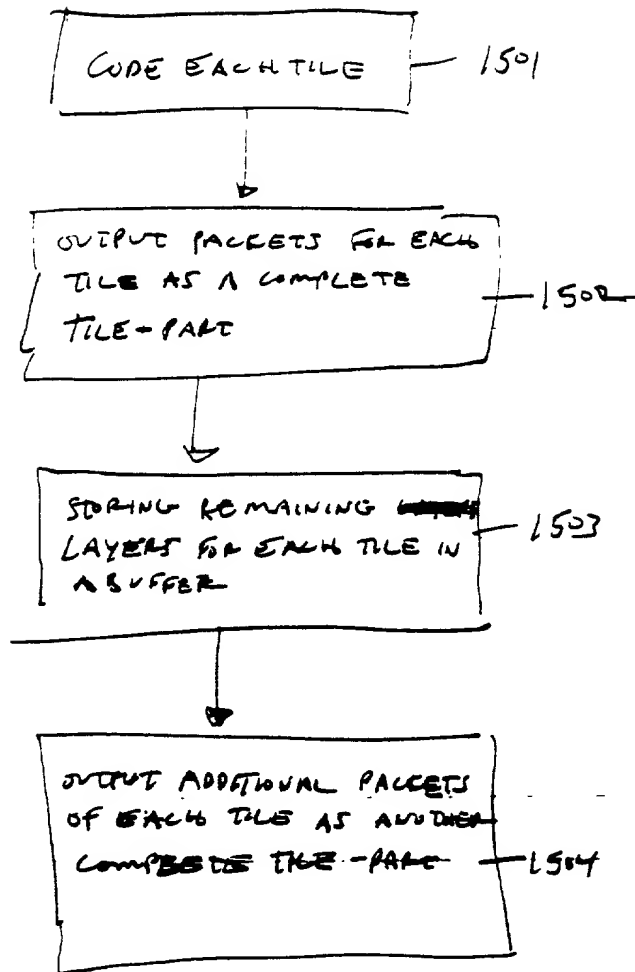 CODE EACH TILE
1501
OUTPUT PACKETS FOR EACH
TILE AS A COMPLETE
TILE-PART
1502
STORING REMAINING
LAYERS FOR EACH TILE IN
A BUFFER
1503
OUTPUT ADDITIONAL PACKETS
OF EACH TILE AS ANOTHER
COMPLETE TILE-PART
1504